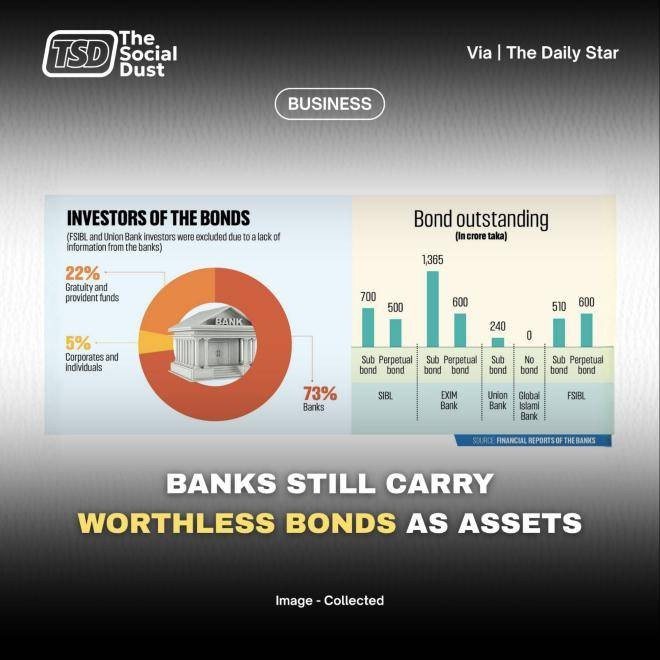 TSD The
Social
Dust
Via | The Daily Star
BUSINESS
INVESTORS OF THE BONDS
(FSIBL and Union Bank investors were excluded due to a lack of
information from the banks)
22%
Gratuity and
provident funds
5%
Corporates and
individuals
BANK
73%
Banks
Bond outstanding
(In crore taka)
700
500
1,365
600
240
0
510
600
Sub bond
Perpetual bond
Sub bond
Perpetual bond
Sub bond
No bond
Sub bond
Perpetual bond
SIBL
EXIM Bank
Union Bank
Global Islami Bank
FSIBL
SOURCE: FINANCIAL REPORTS OF THE BANKS
BANKS STILL CARRY
WORTHLESS BONDS AS ASSETS
Image - Collected